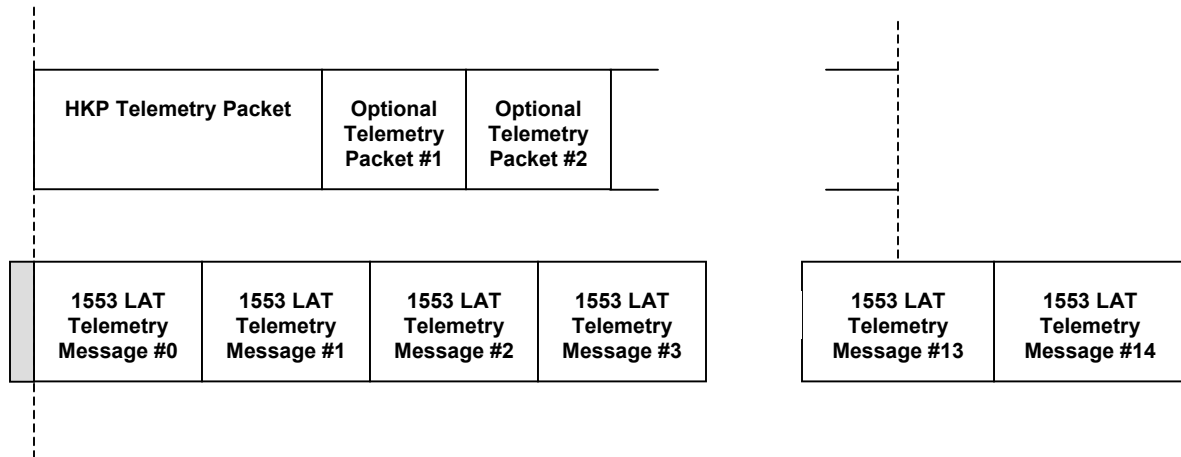 HKP Telemetry Packet
Optional
Telemetry
Packet #1
Optional
Telemetry
Packet #2
1553 LAT
Telemetry
Message #0
1553 LAT
Telemetry
Message #1
1553 LAT
Telemetry
Message #2
1553 LAT
Telemetry
Message #3
1553 LAT
Telemetry
Message #13
1553 LAT
Telemetry
Message #14